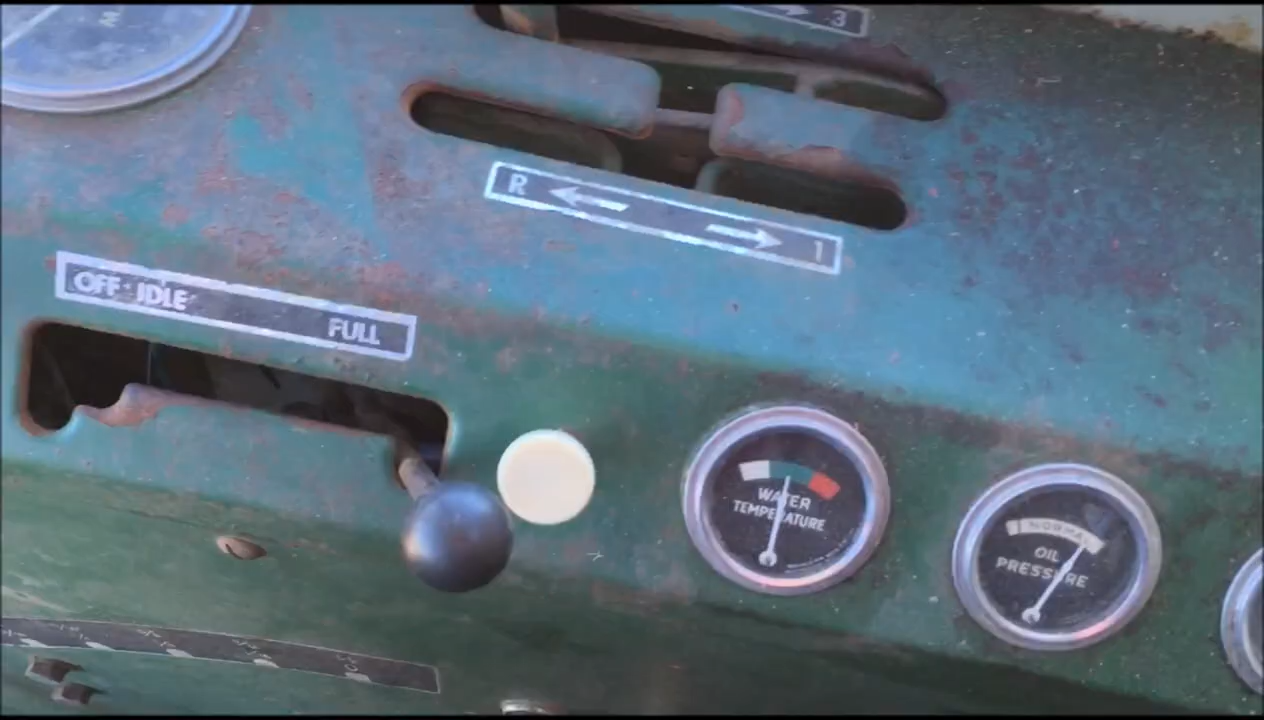 3
R 1
OFF IDLE
FULL
WATER
TEMPERATURE
NORMAL
OIL
PRESSURE